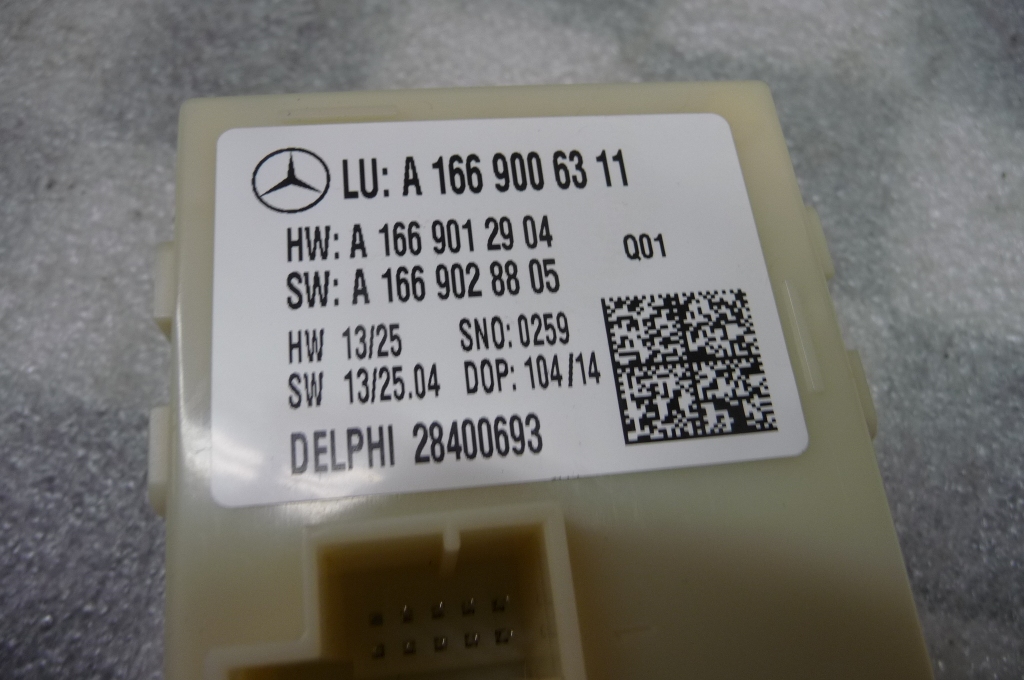 LU: A 166 900 63 11
HW: A 166 901 29 04
SW: A 166 902 88 05
Q01
HW 13/25 SNO: 0259
SW 13/25.04 DOP: 104/14
DELPHI 28400693